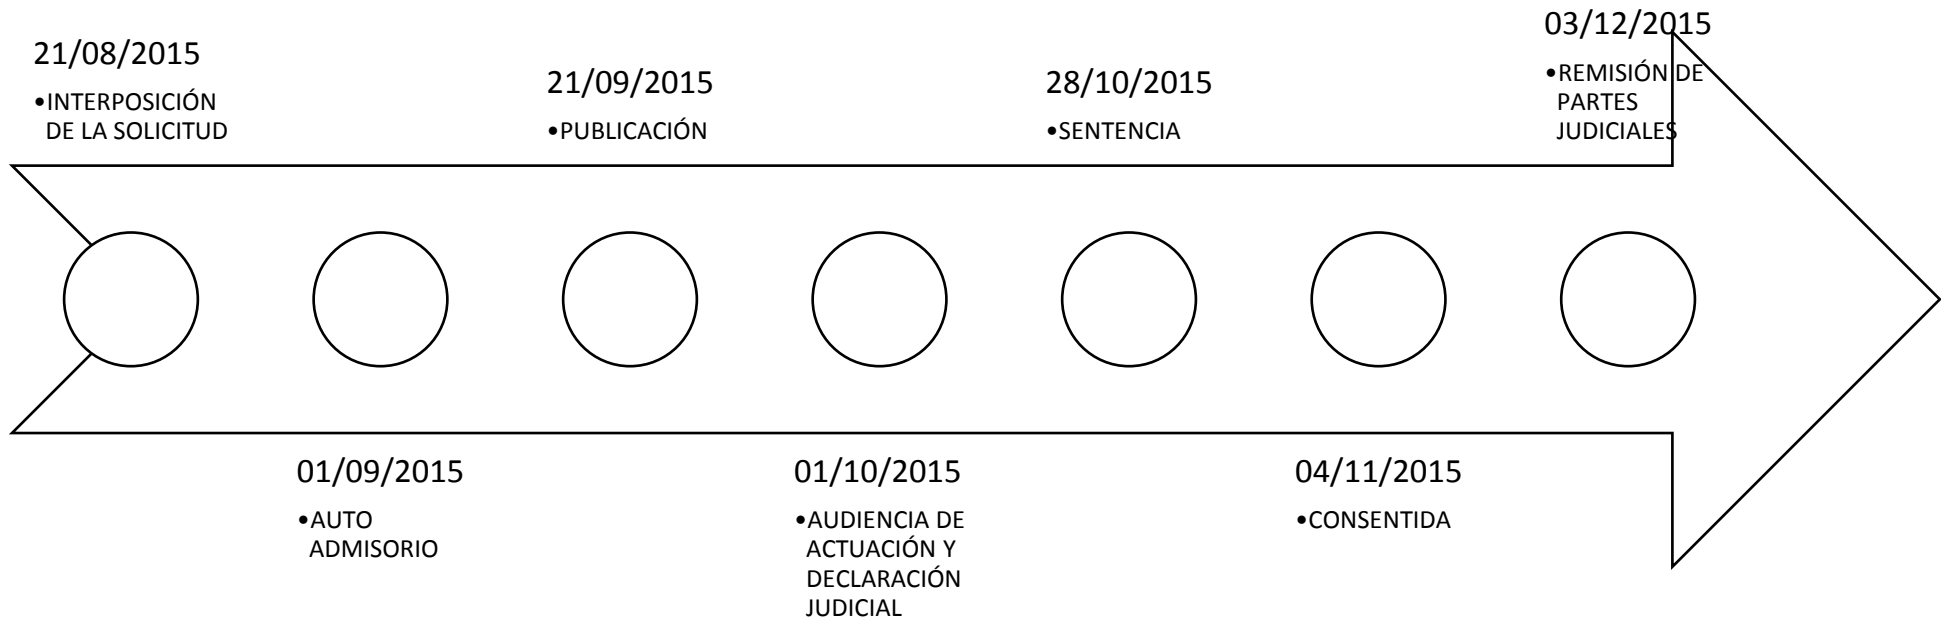 21/08/2015
•INTERPOSICIÓN
DE LA SOLICITUD
01/09/2015
•AUTO
ADMISORIO
21/09/2015
•PUBLICACIÓN
01/10/2015
•AUDIENCIA DE
ACTUACIÓN Y
DECLARACIÓN
JUDICIAL
28/10/2015
•SENTENCIA
04/11/2015
•CONSENTIDA
03/12/2015
•REMISIÓN DE
PARTES
JUDICIALES